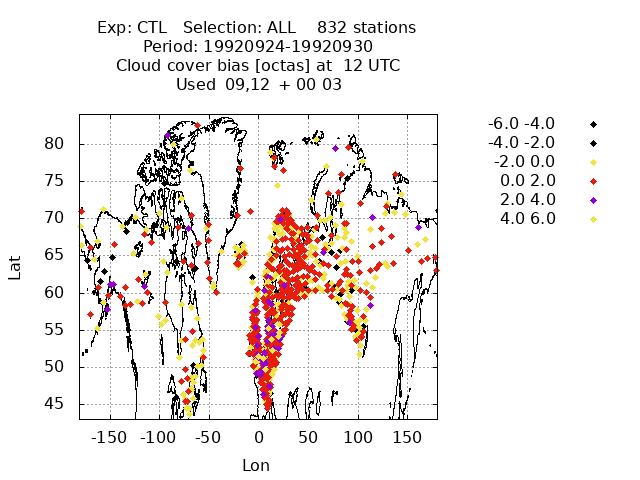 Exp: CTL   Selection: ALL    832 stations
Period: 19920924-19920930
Cloud cover bias [octas] at  12 UTC
Used  09,12  + 00 03
-6.0 -4.0
-4.0 -2.0
-2.0 0.0
0.0 2.0
2.0 4.0
4.0 6.0
Lat
80
75
70
65
60
55
50
45
-150 -100 -50 0 50 100 150
Lon